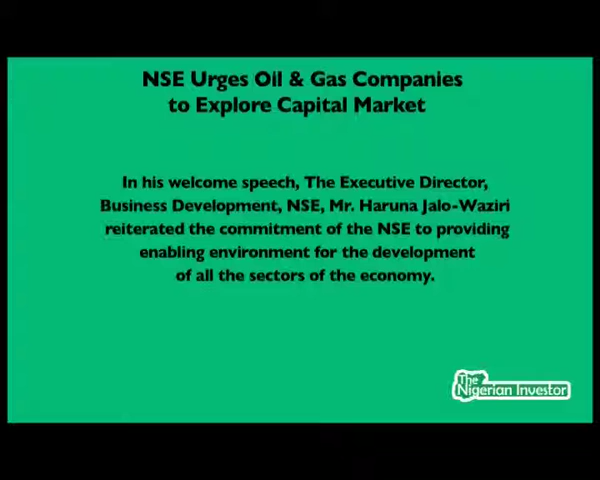 NSE Urges Oil & Gas Companies
to Explore Capital Market
In his welcome speech, The Executive Director,
Business Development, NSE, Mr. Haruna Jalo-Waziri
reiterated the commitment of the NSE to providing
enabling environment for the development
of all the sectors of the economy.
The
Nigerian Investor